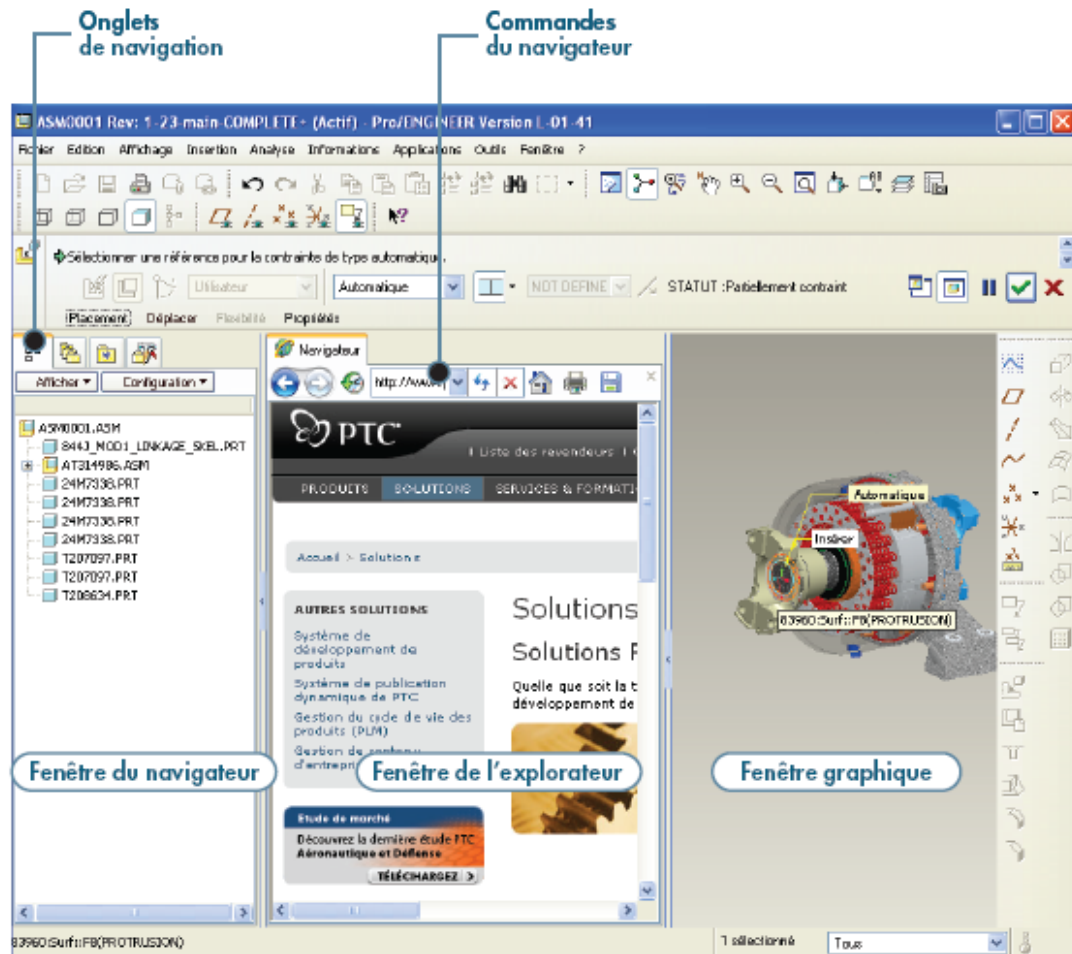 Onglets
de navigation
Commandes
du navigateur
ASM0001 Rev: 1-23-main-COMPLETE+ (Actif) - Pro/ENGINEER Version L-01-41
Fichier Edition Affichage Insertion Analyse Informations Applications Outils Fenêtre ?
Sélectionner une référence pour la contrainte de type automatique.
Utilisateur Automatique NOT DEFINE STATUT :Partiellement contraint
Placement Déplacer Flexibilité Propriétés
Navigateur
Afficher Configuration
http://www.
ASM0001.ASM
844J_MOD1_LINKAGE_SKEL.PRT
AT314986.ASM
24M7338.PRT
24M7338.PRT
24M7338.PRT
24M7338.PRT
T207097.PRT
T207097.PRT
T208634.PRT
PTC
| Liste des revendeurs |
PRODUITS SOLUTIONS SERVICES & FORMATI
Accueil > Solutions
AUTRES SOLUTIONS
Système de
développement de
produits
Système de publication
dynamique de PTC
Gestion du cycle de vie des
produits (PLM)
Gestion de contenu
d'entrepri
Solutions
Solutions P
Quelle que soit la t
développement de
Etude de marché
Découvrez la dernière étude PTC
Aéronautique et Défense
TÉLÉCHARGEZ >
Automatique
Insérer
83960:Surf::F8(PROTRUSION)
Fenêtre du navigateur
Fenêtre de l'explorateur
Fenêtre graphique
83960:Surf::F8(PROTRUSION)
1 sélectionné Tous